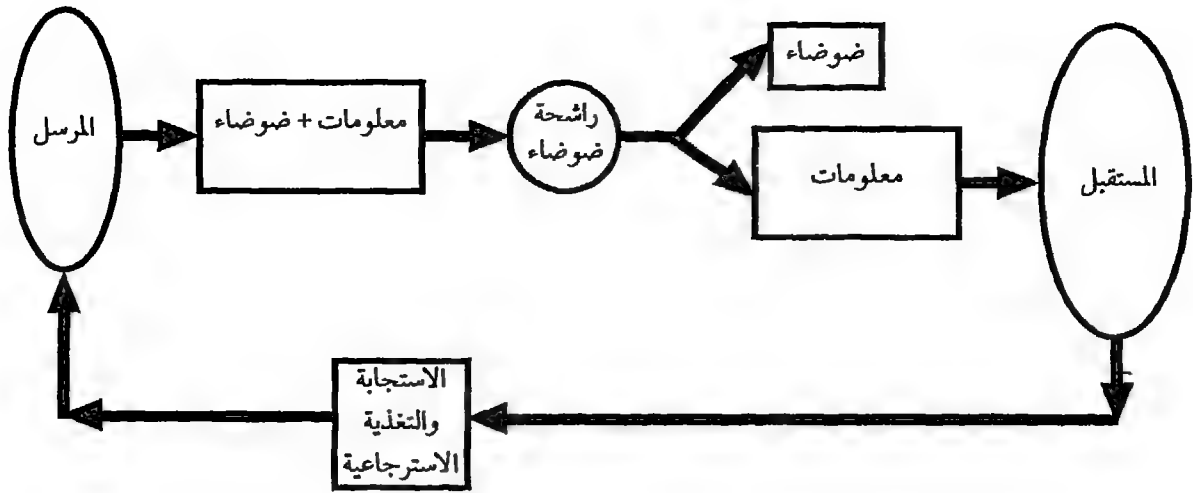 المرسل
معلومات + ضوضاء
راشحة
ضوضاء
ضوضاء
معلومات
المستقبل
الاستجابة
والتغذية
الاسترجاعية